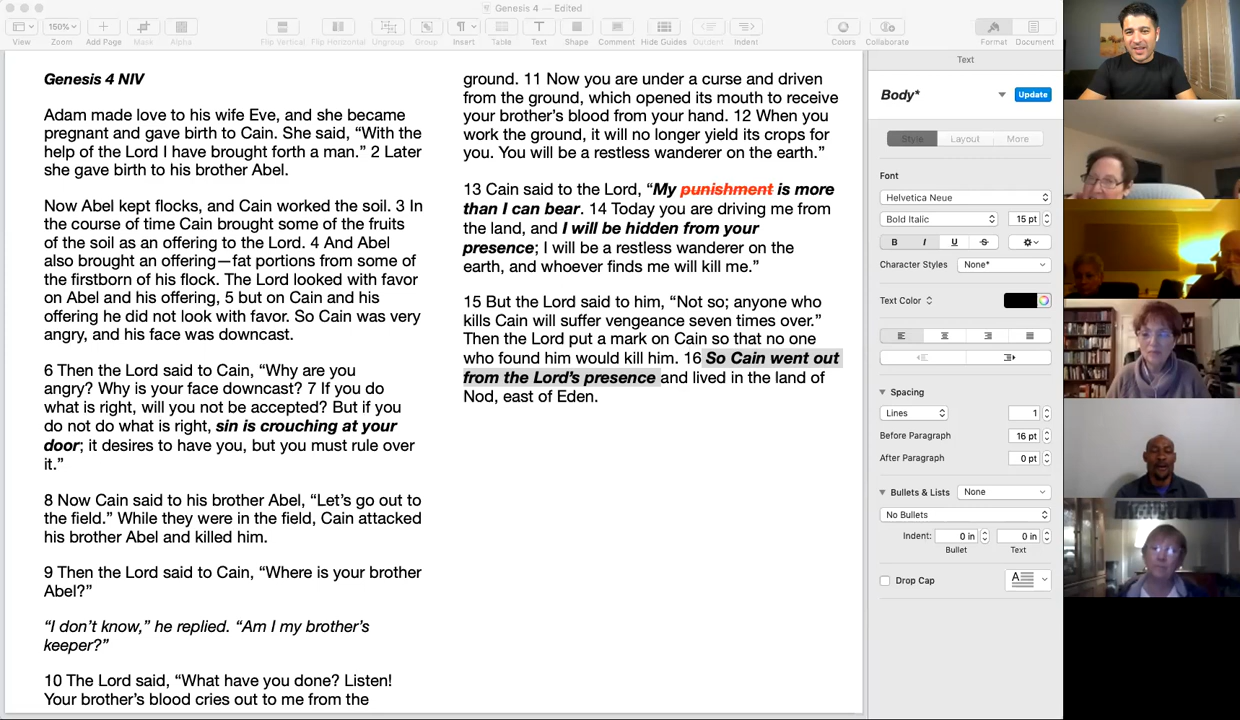 Genesis 4 — Edited
View
150%
Zoom
Add Page
Mask
Alpha
Flip Vertical
Flip Horizontal
Ungroup
Group
Insert
Table
Text
Shape
Comment
Hide Guides
Outdent
Indent
Colors
Collaborate
Format
Document
Genesis 4 NIV
Adam made love to his wife Eve, and she became
pregnant and gave birth to Cain. She said, “With the
help of the Lord I have brought forth a man.” 2 Later
she gave birth to his brother Abel.
Now Abel kept flocks, and Cain worked the soil. 3 In
the course of time Cain brought some of the fruits
of the soil as an offering to the Lord. 4 And Abel
also brought an offering—fat portions from some of
the firstborn of his flock. The Lord looked with favor
on Abel and his offering, 5 but on Cain and his
offering he did not look with favor. So Cain was very
angry, and his face was downcast.
6 Then the Lord said to Cain, “Why are you
angry? Why is your face downcast? 7 If you do
what is right, will you not be accepted? But if you
do not do what is right, sin is crouching at your
door; it desires to have you, but you must rule over
it.”
8 Now Cain said to his brother Abel, “Let’s go out to
the field.” While they were in the field, Cain attacked
his brother Abel and killed him.
9 Then the Lord said to Cain, “Where is your brother
Abel?”
“I don’t know,” he replied. “Am I my brother’s
keeper?”
10 The Lord said, “What have you done? Listen!
Your brother’s blood cries out to me from the
ground. 11 Now you are under a curse and driven
from the ground, which opened its mouth to receive
your brother’s blood from your hand. 12 When you
work the ground, it will no longer yield its crops for
you. You will be a restless wanderer on the earth.”
13 Cain said to the Lord, “My punishment is more
than I can bear. 14 Today you are driving me from
the land, and I will be hidden from your
presence; I will be a restless wanderer on the
earth, and whoever finds me will kill me.”
15 But the Lord said to him, “Not so; anyone who
kills Cain will suffer vengeance seven times over.”
Then the Lord put a mark on Cain so that no one
who found him would kill him. 16 So Cain went out
from the Lord’s presence and lived in the land of
Nod, east of Eden.
Text
Body*
Update
Style
Layout
More
Font
Helvetica Neue
Bold Italic
15 pt
B
I
U
S
Character Styles
None*
Text Color
Spacing
Lines
1
Before Paragraph
16 pt
After Paragraph
0 pt
Bullets & Lists
None
No Bullets
Indent:
0 in
0 in
Bullet
Text
Drop Cap
A